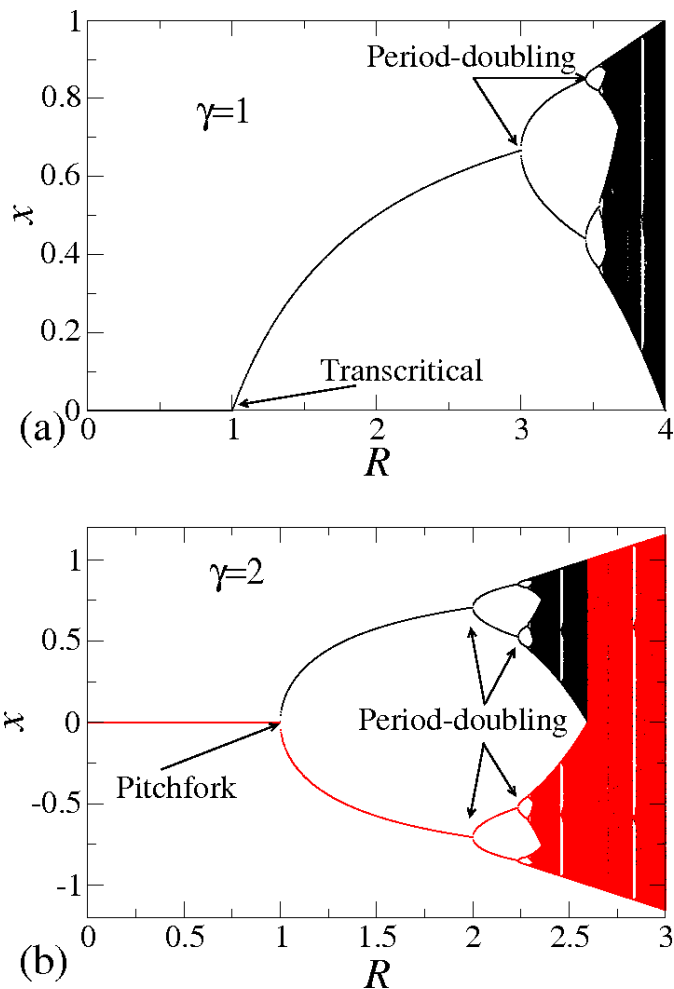 1
Period-doubling
0.8
γ=1
0.6
x
0.4
0.2
Transcritical
0
(a)
0 1 2 3 4
R
1
γ=2
0.5
x
0
Period-doubling
Pitchfork
-0.5
-1
0 0.5 1 1.5 2 2.5 3
(b)
R